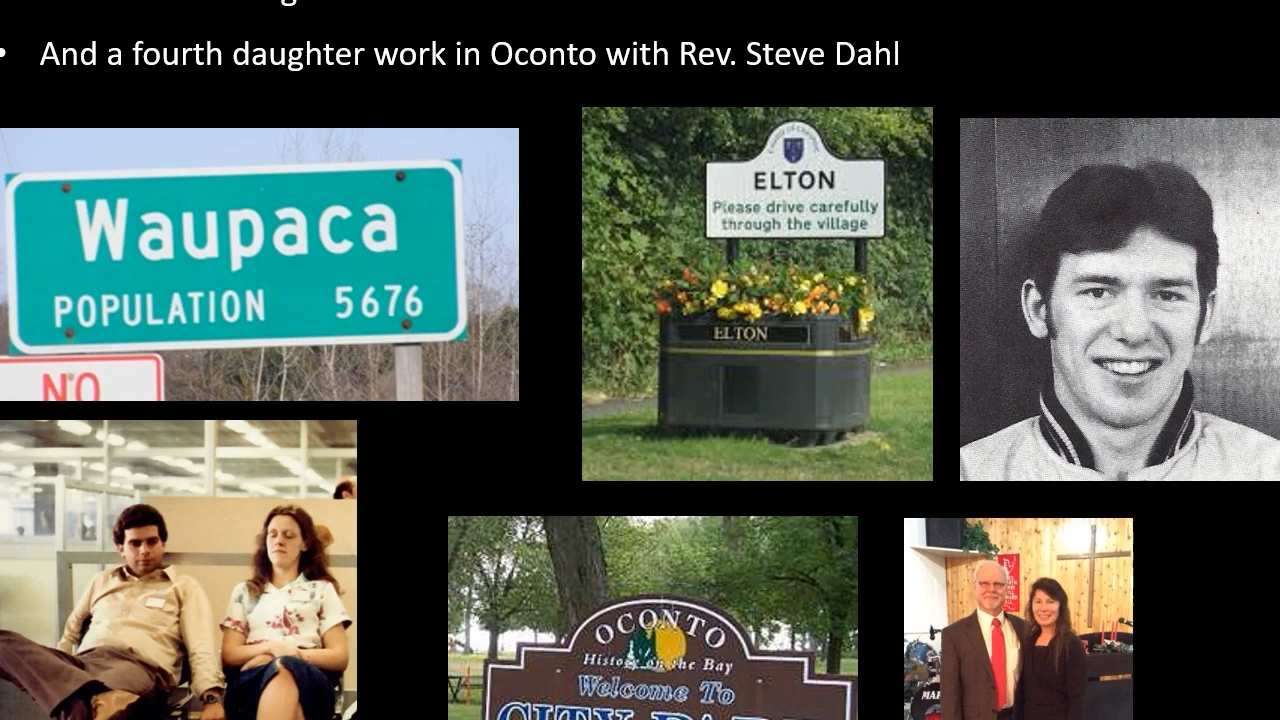 • And a fourth daughter work in Oconto with Rev. Steve Dahl
Waupaca
POPULATION 5676
NO
ELTON
Please drive carefully
through the village
ELTON
OCONTO
History on the Bay
Welcome To